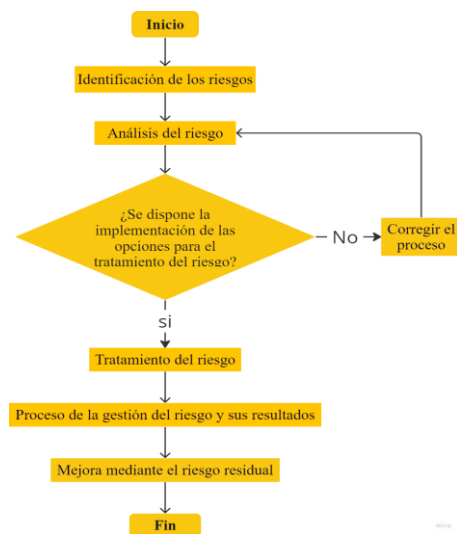 Inicio
Identificación de los riesgos
Análisis del riesgo
¿Se dispone la
implementación de las
opciones para el
tratamiento del riesgo?
No
Corregir el
proceso
si
Tratamiento del riesgo
Proceso de la gestión del riesgo y sus resultados
Mejora mediante el riesgo residual
Fin
miro